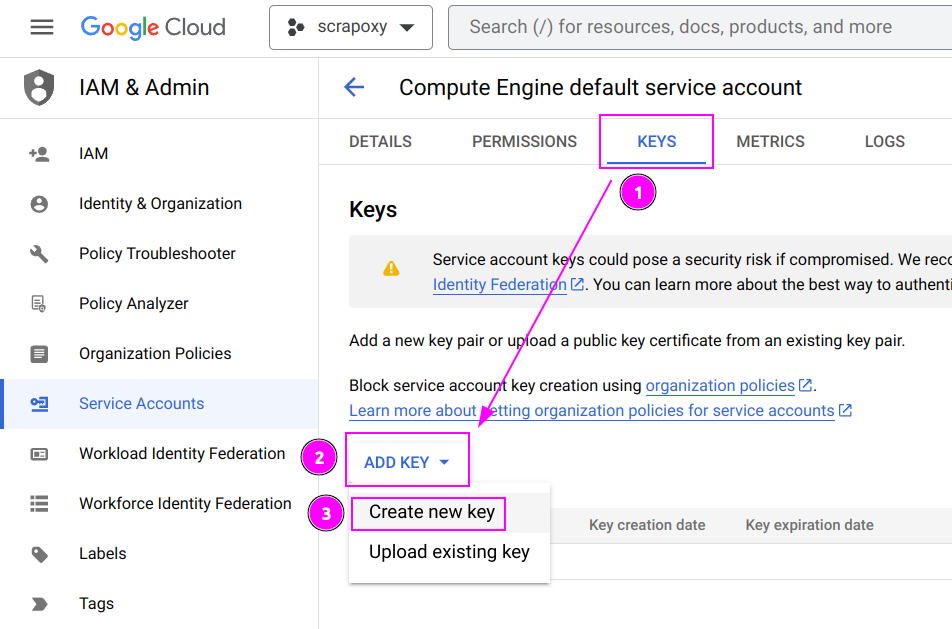 Google Cloud
scrapoxy
Search (/) for resources, docs, products, and more
IAM & Admin
Compute Engine default service account
DETAILS PERMISSIONS KEYS METRICS LOGS
1
IAM
Identity & Organization
Policy Troubleshooter
Policy Analyzer
Organization Policies
Service Accounts
Workload Identity Federation
Workforce Identity Federation
Labels
Tags
Keys
Service account keys could pose a security risk if compromised. We
Identity Federation. You can learn more about the best way to
Add a new key pair or upload a public key certificate from an existing key pair.
Block service account key creation using organization policies.
Learn more about setting organization policies for service accounts
2
ADD KEY
3
Create new key
Upload existing key
Key creation date Key expiration date